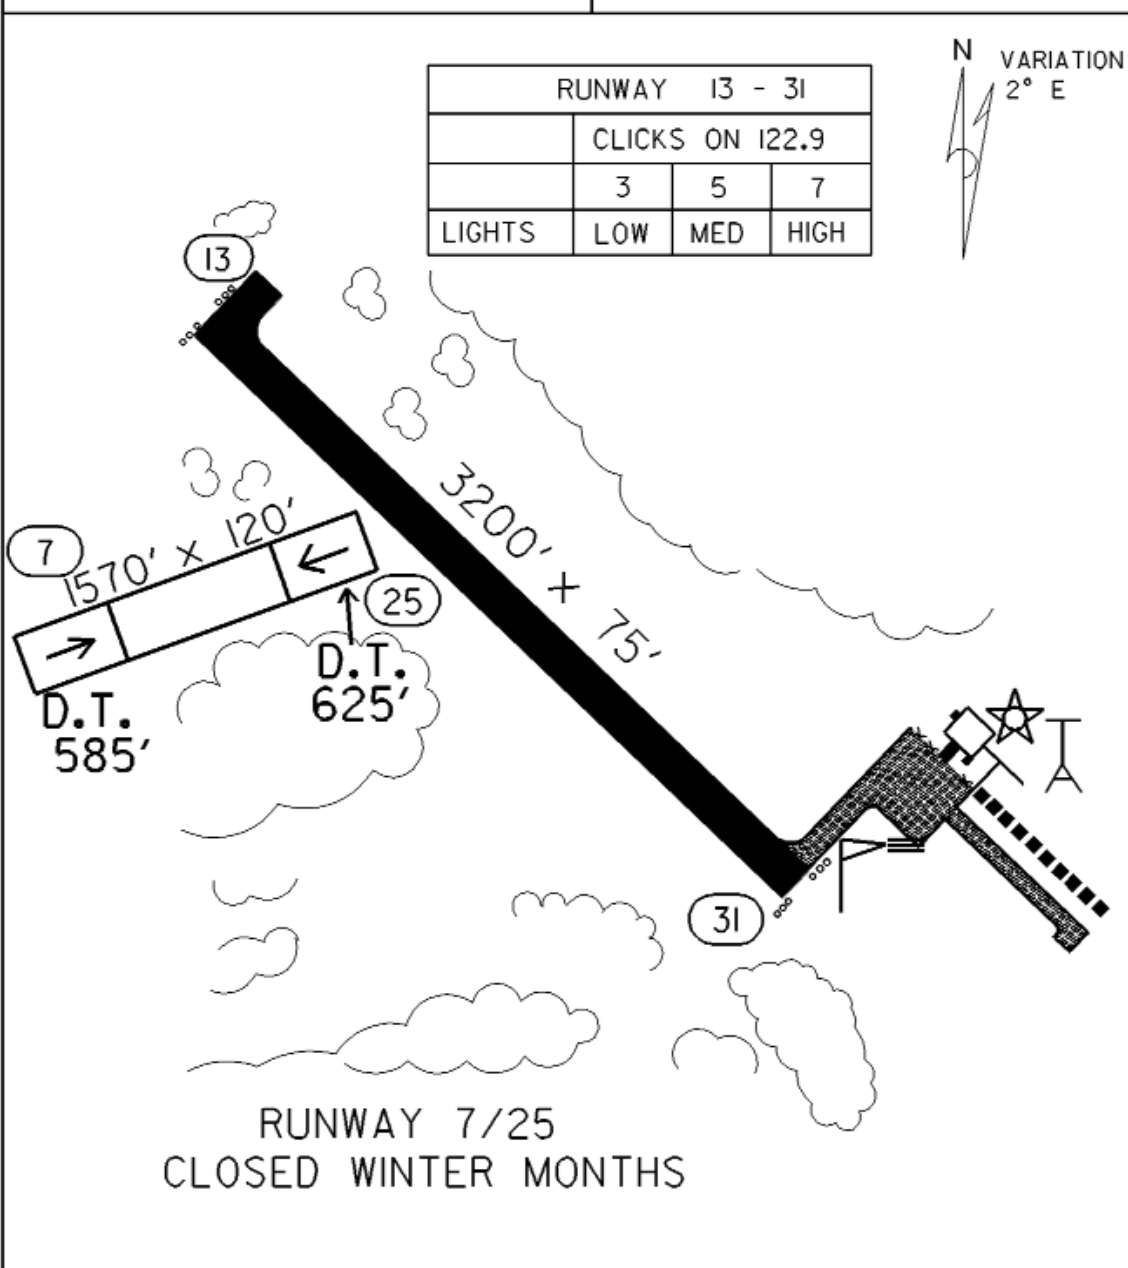 RUNWAY 13 - 31
CLICKS ON 122.9
3 5 7
LIGHTS LOW MED HIGH
N
VARIATION
2° E
13
3200' x 75'
7
1570' x 120'
25
D.T.
625'
D.T.
585'
31
RUNWAY 7/25
CLOSED WINTER MONTHS